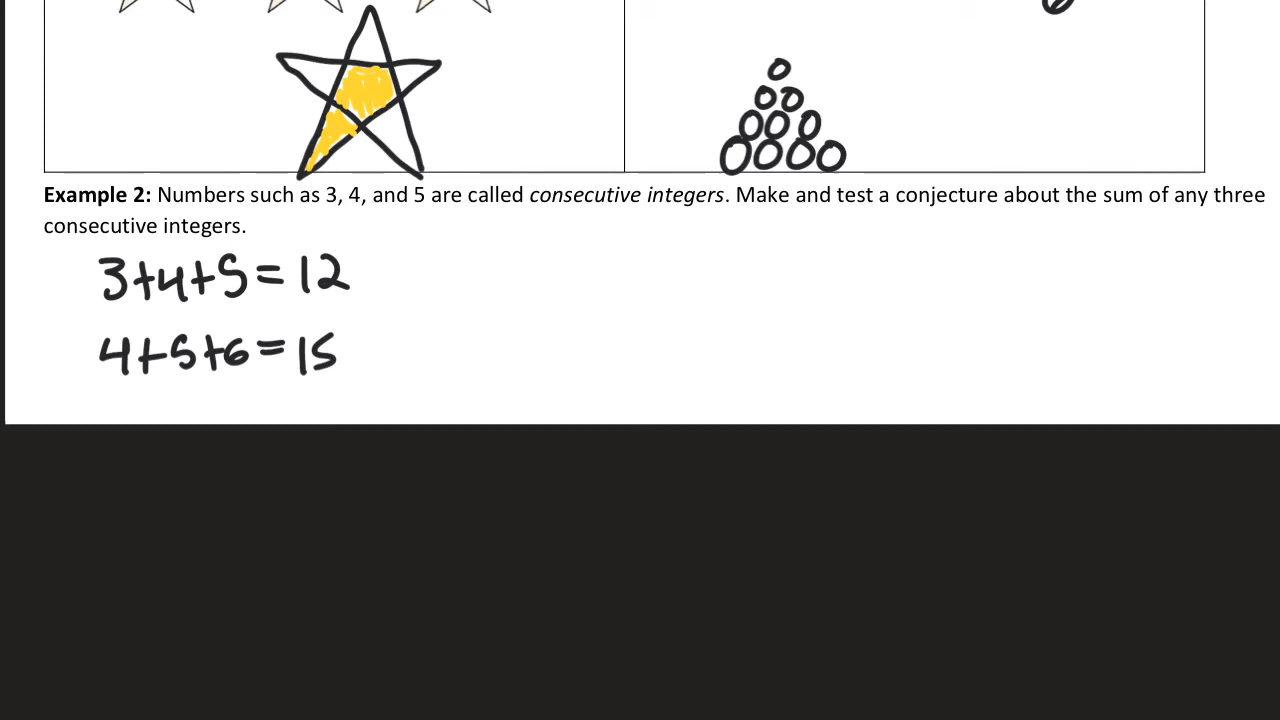 Example 2: Numbers such as 3, 4, and 5 are called consecutive integers. Make and test a conjecture about the sum of any three
consecutive integers.
3+4+5=12
4+5+6=15